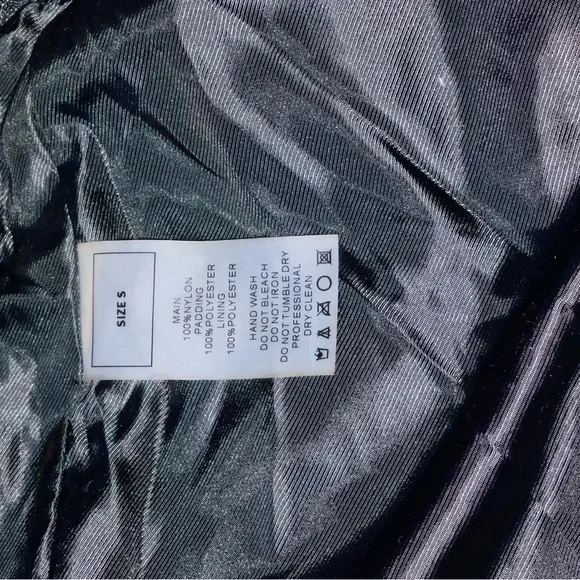 SIZE S
MAIN:
100%NYLON
PADDING
100%POLYESTER
LINING
100%POLYESTER
HAND WASH
DO NOT BLEACH
DO NOT IRON
DO NOT TUMBLE DRY
PROFESSIONAL
DRY CLEAN